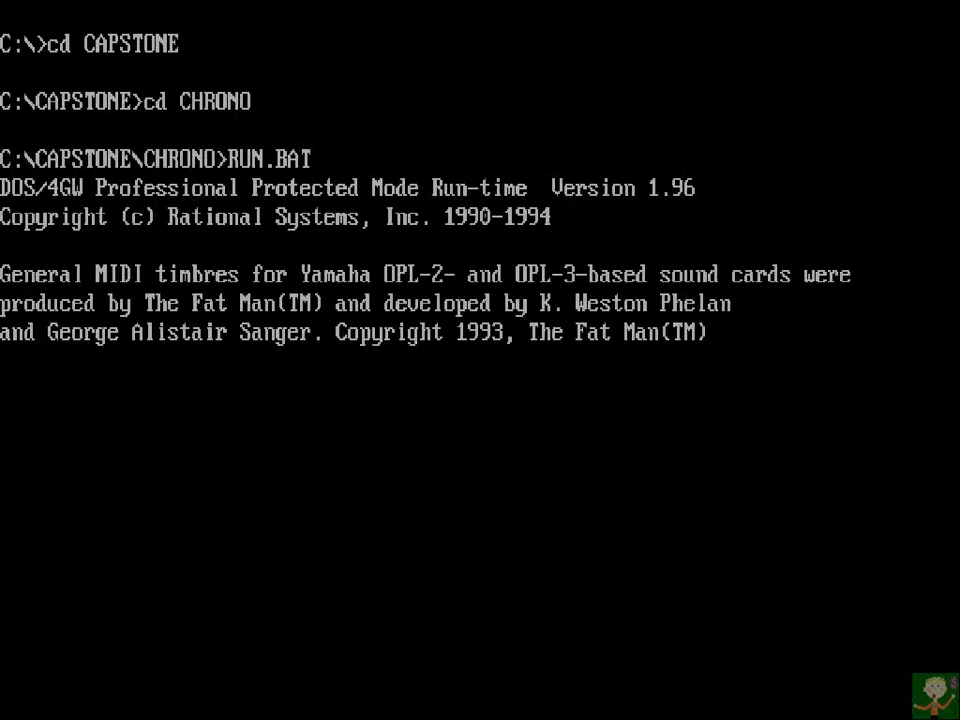 C:\>cd CAPSTONE
C:\CAPSTONE>cd CHRONO
C:\CAPSTONE\CHRONO>RUN.BAT
DOS/4GW Professional Protected Mode Run-time  Version 1.96
Copyright (c) Rational Systems, Inc. 1990-1994
General MIDI timbres for Yamaha OPL-2- and OPL-3-based sound cards were
produced by The Fat Man(TM) and developed by K. Weston Phelan
and George Alistair Sanger. Copyright 1993, The Fat Man(TM)